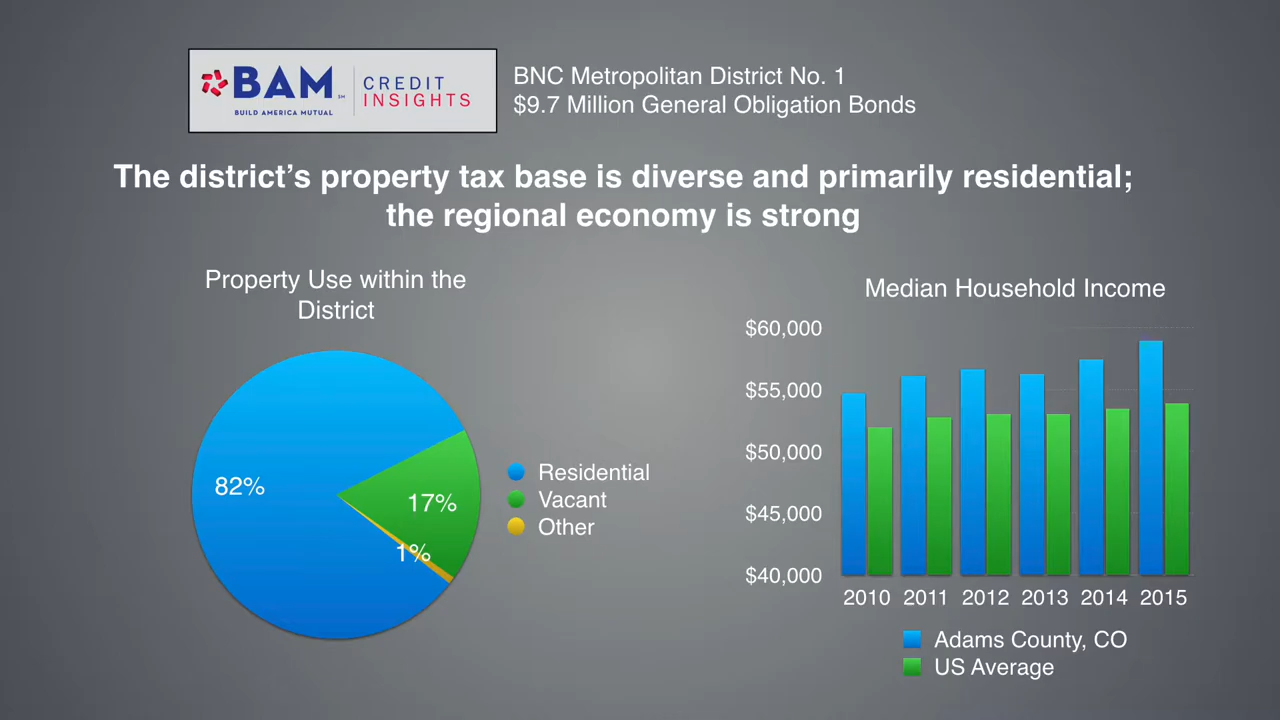 BAM SM
BUILD AMERICA MUTUAL
CREDIT
INSIGHTS
BNC Metropolitan District No. 1
$9.7 Million General Obligation Bonds
The district's property tax base is diverse and primarily residential;
the regional economy is strong
Property Use within the
District
82%
17%
1%
Residential
Vacant
Other
Median Household Income
$60,000
$55,000
$50,000
$45,000
$40,000
2010 2011 2012 2013 2014 2015
Adams County, CO
US Average